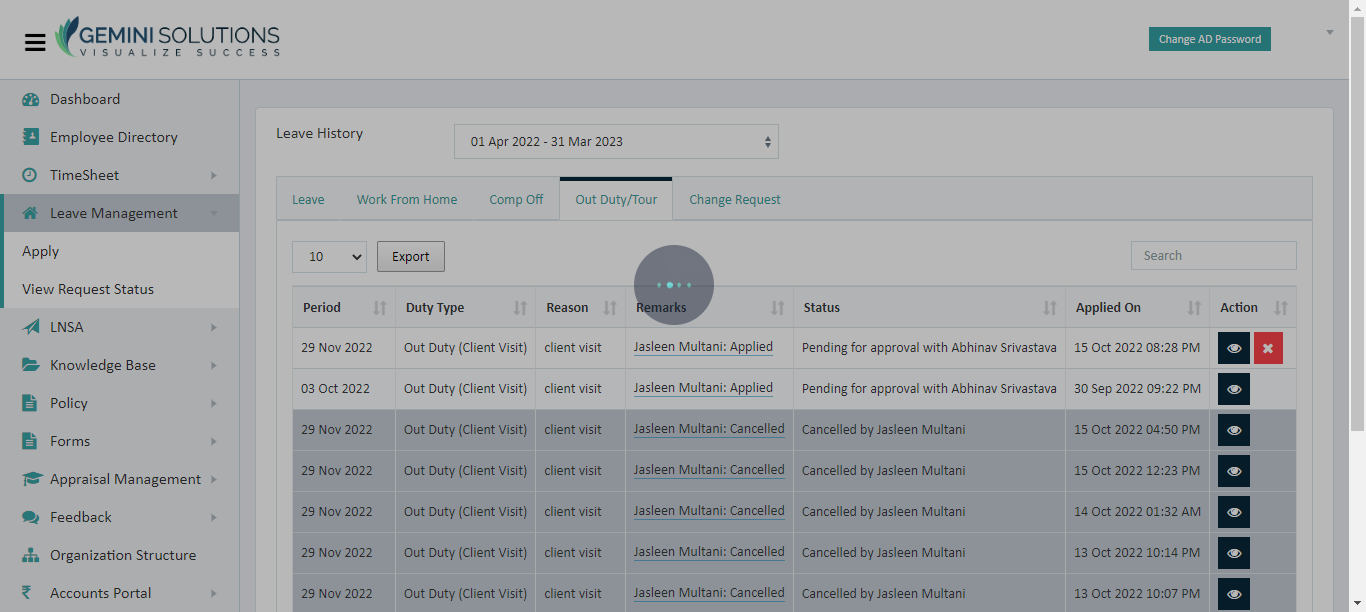 GEMINI SOLUTIONS
VISUALIZE SUCCESS
Change AD Password
Dashboard
Employee Directory
TimeSheet
Leave Management
Apply
View Request Status
LNSA
Knowledge Base
Policy
Forms
Appraisal Management
Feedback
Organization Structure
Accounts Portal
Leave History
01 Apr 2022 - 31 Mar 2023
Leave Work From Home Comp Off Out Duty/Tour Change Request
10 Export Search
Period Duty Type Reason Remarks Status Applied On Action
29 Nov 2022 Out Duty (Client Visit) client visit Jasleen Multani: Applied Pending for approval with Abhinav Srivastava 15 Oct 2022 08:28 PM
03 Oct 2022 Out Duty (Client Visit) client visit Jasleen Multani: Applied Pending for approval with Abhinav Srivastava 30 Sep 2022 09:22 PM
29 Nov 2022 Out Duty (Client Visit) client visit Jasleen Multani: Cancelled Cancelled by Jasleen Multani 15 Oct 2022 04:50 PM
29 Nov 2022 Out Duty (Client Visit) client visit Jasleen Multani: Cancelled Cancelled by Jasleen Multani 15 Oct 2022 12:23 PM
29 Nov 2022 Out Duty (Client Visit) client visit Jasleen Multani: Cancelled Cancelled by Jasleen Multani 14 Oct 2022 01:32 AM
29 Nov 2022 Out Duty (Client Visit) client visit Jasleen Multani: Cancelled Cancelled by Jasleen Multani 13 Oct 2022 10:14 PM
29 Nov 2022 Out Duty (Client Visit) client visit Jasleen Multani: Cancelled Cancelled by Jasleen Multani 13 Oct 2022 10:07 PM